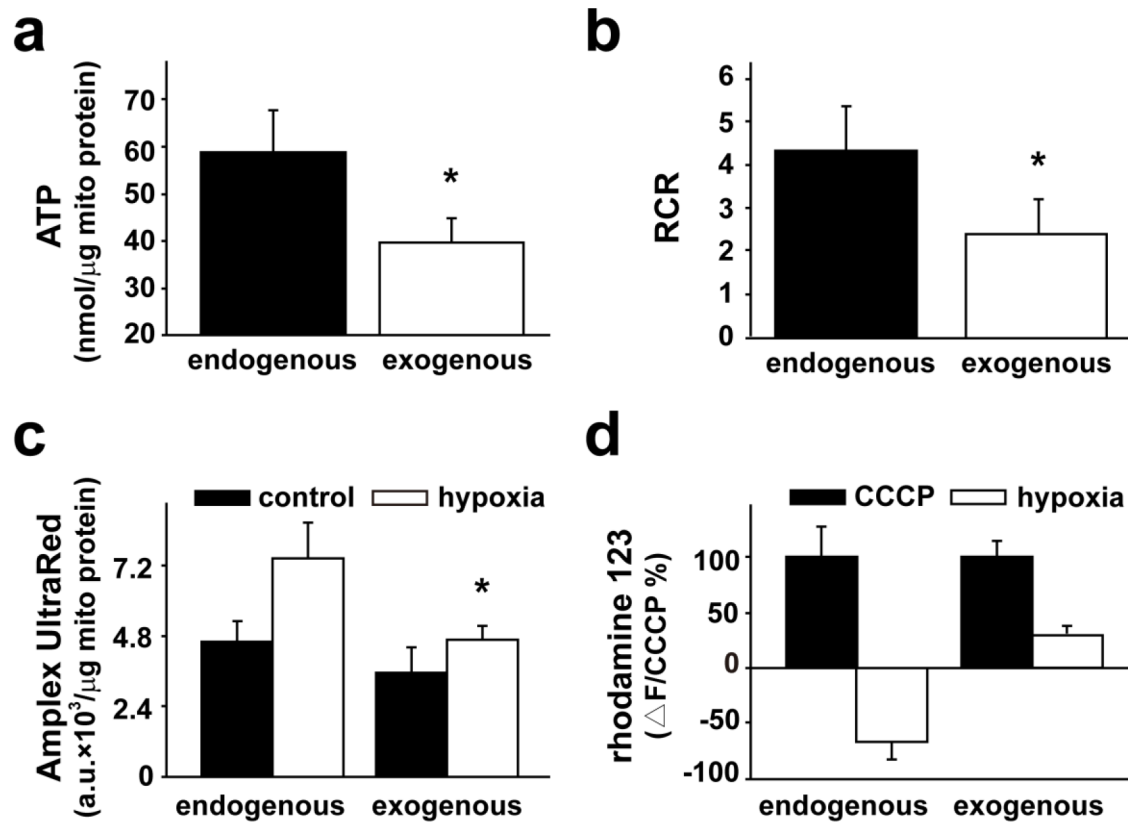 a
ATP
(nmol/μg mito protein)
70
60
50
40
30
20
*
endogenous
exogenous
b
RCR
6
5
4
3
2
1
0
*
endogenous
exogenous
c
control
hypoxia
Amplex UltraRed
(a.u.×10³/μg mito protein)
7.2
4.8
2.4
0
*
endogenous
exogenous
d
CCCP
hypoxia
rhodamine 123
(△F/CCCP %)
100
50
0
-50
-100
endogenous
exogenous